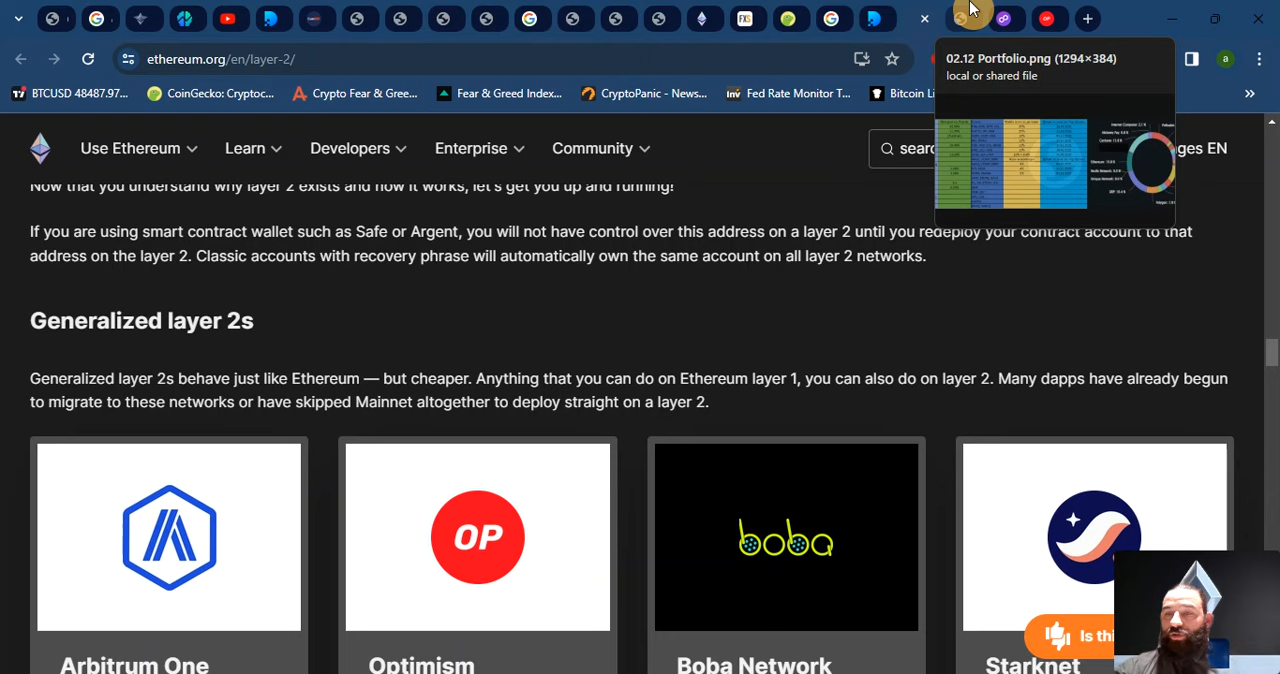 FXS
OP
a
ethereum.org/en/layer-2/
02.12 Portfolio.png (1294×384)
local or shared file
BTCUSD 48487.97...
CoinGecko: Cryptoc...
Crypto Fear & Gree...
Fear & Greed Index...
CryptoPanic - News...
Fed Rate Monitor T...
Bitcoin Li
Use Ethereum
Learn
Developers
Enterprise
Community
searc
ges EN
Now that you understand why layer 2 exists and how it works, let's get you up and running!
If you are using smart contract wallet such as Safe or Argent, you will not have control over this address on a layer 2 until you redeploy your contract account to that
address on the layer 2. Classic accounts with recovery phrase will automatically own the same account on all layer 2 networks.
Generalized layer 2s
Generalized layer 2s behave just like Ethereum — but cheaper. Anything that you can do on Ethereum layer 1, you can also do on layer 2. Many dapps have already begun
to migrate to these networks or have skipped Mainnet altogether to deploy straight on a layer 2.
OP
boba
Is thi
Arbitrum One
Optimism
Boba Network
Starknet